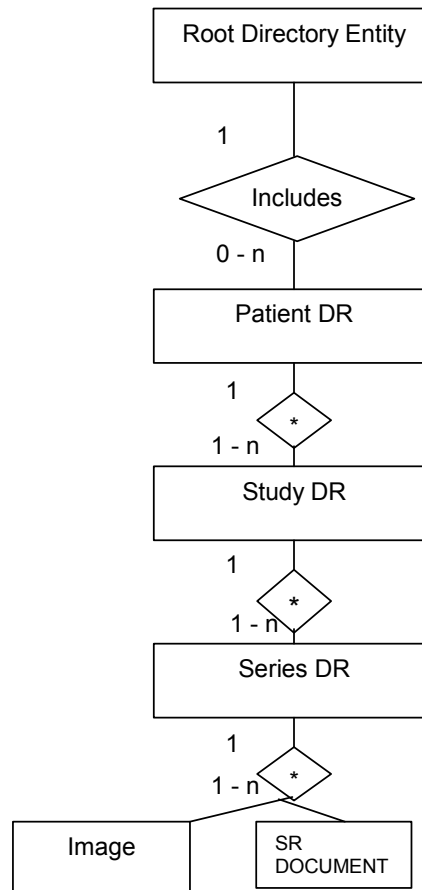 Root Directory Entity
1
Includes
0 - n
Patient DR
1
*
1 - n
Study DR
1
*
1 - n
Series DR
1
*
1 - n
Image
SR
DOCUMENT